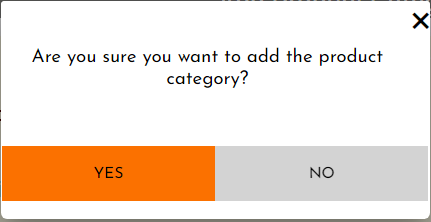 Are you sure you want to add the product
category?
YES
NO